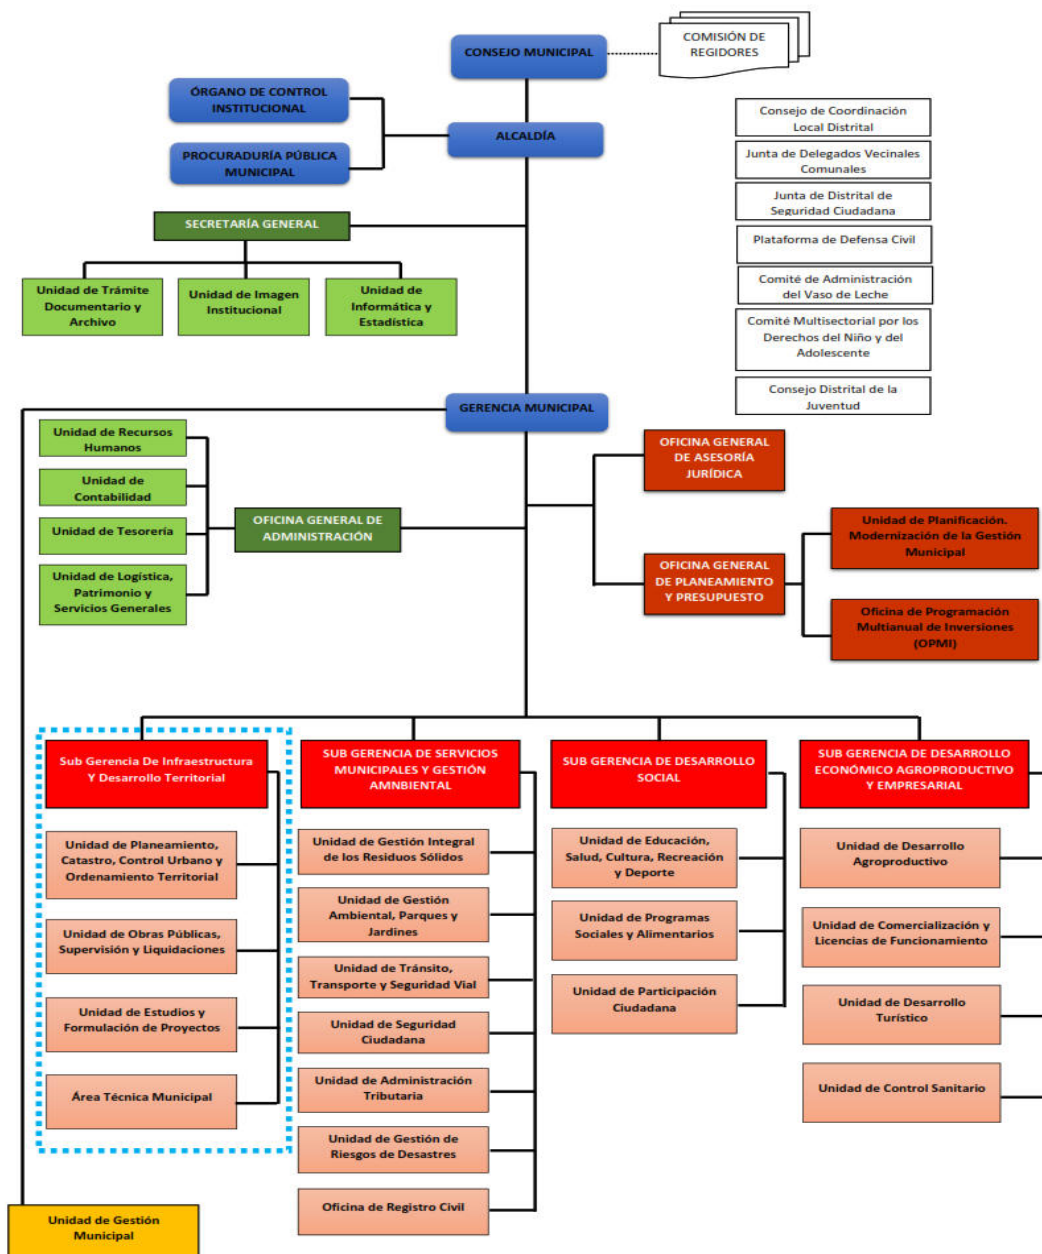 CONSEJO MUNICIPAL
COMISIÓN DE
REGIDORES
ÓRGANO DE CONTROL
INSTITUCIONAL
ALCALDÍA
PROCURADURÍA PÚBLICA
MUNICIPAL
Consejo de Coordinación
Local Distrital
Junta de Delegados Vecinales
Comunales
Junta de Distrital de
Seguridad Ciudadana
Plataforma de Defensa Civil
Comité de Administración
del Vaso de Leche
Comité Multisectorial por los
Derechos del Niño y del
Adolescente
Consejo Distrital de la
Juventud
SECRETARÍA GENERAL
Unidad de Trámite
Documentario y
Archivo
Unidad de Imagen
Institucional
Unidad de
Informática y
Estadística
GERENCIA MUNICIPAL
Unidad de Recursos
Humanos
Unidad de
Contabilidad
Unidad de Tesorería
Unidad de Logística,
Patrimonio y
Servicios Generales
OFICINA GENERAL DE
ADMINISTRACIÓN
OFICINA GENERAL
DE ASESORÍA
JURÍDICA
OFICINA GENERAL
DE PLANEAMIENTO
Y PRESUPUESTO
Unidad de Planificación.
Modernización de la Gestión
Municipal
Oficina de Programación
Multianual de Inversiones
(OPMI)
Sub Gerencia De Infraestructura
Y Desarrollo Territorial
Unidad de Planeamiento,
Catastro, Control Urbano y
Ordenamiento Territorial
Unidad de Obras Públicas,
Supervisión y Liquidaciones
Unidad de Estudios y
Formulación de Proyectos
Área Técnica Municipal
SUB GERENCIA DE SERVICIOS
MUNICIPALES Y GESTIÓN
AMNBIENTAL
Unidad de Gestión Integral
de los Residuos Sólidos
Unidad de Gestión
Ambiental, Parques y
Jardines
Unidad de Tránsito,
Transporte y Seguridad Vial
Unidad de Seguridad
Ciudadana
Unidad de Administración
Tributaria
Unidad de Gestión de
Riesgos de Desastres
Oficina de Registro Civil
SUB GERENCIA DE DESARROLLO
SOCIAL
Unidad de Educación,
Salud, Cultura, Recreación
y Deporte
Unidad de Programas
Sociales y Alimentarios
Unidad de Participación
Ciudadana
SUB GERENCIA DE DESARROLLO
ECONÓMICO AGROPRODUCTIVO
Y EMPRESARIAL
Unidad de Desarrollo
Agroproductivo
Unidad de Comercialización y
Licencias de Funcionamiento
Unidad de Desarrollo
Turístico
Unidad de Control Sanitario
Unidad de Gestión
Municipal